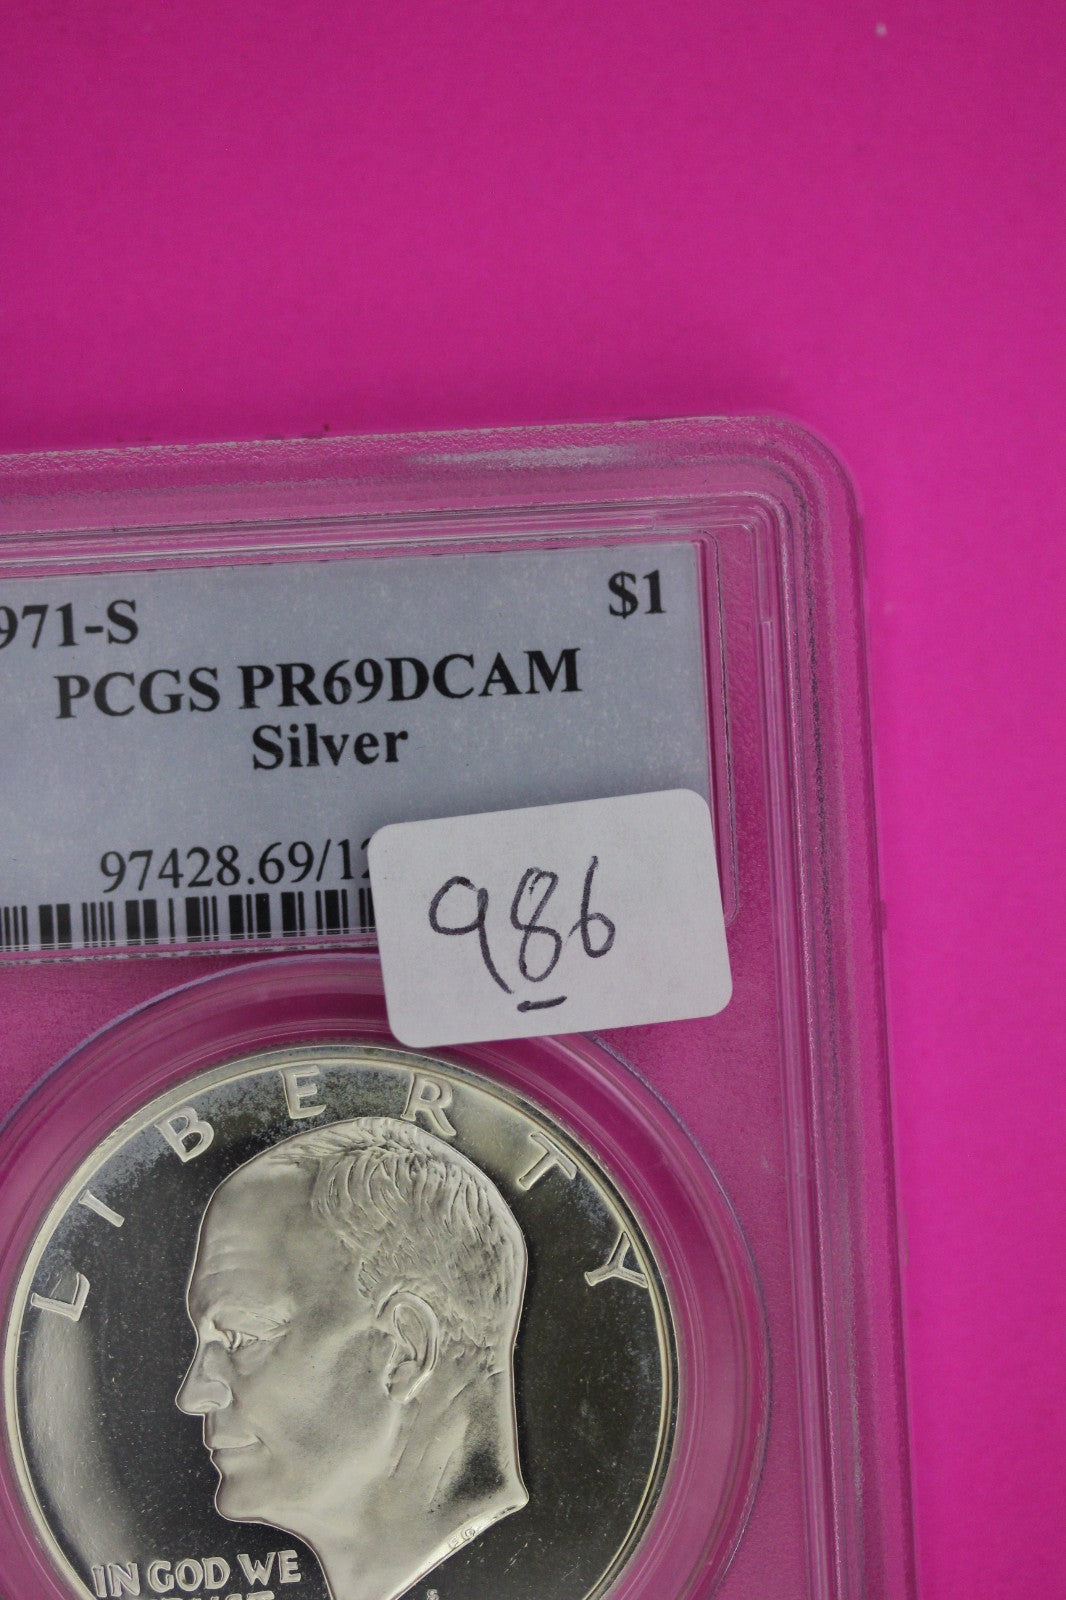 971-S $1
PCGS PR69DCAM
Silver
97428.69/12
986
LIBERTY
IN GOD WE
S